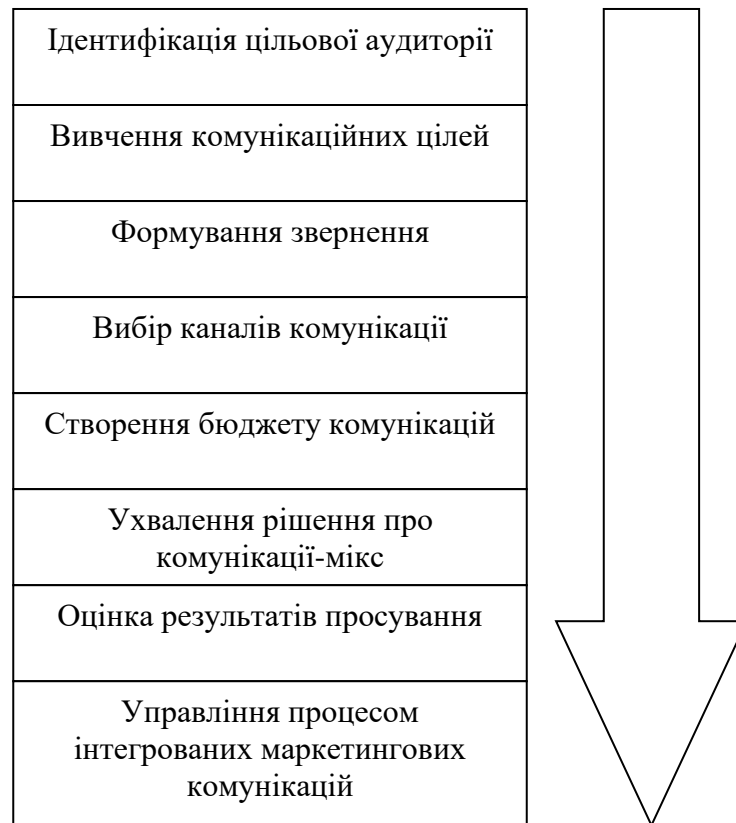 Ідентифікація цільової аудиторії
Вивчення комунікаційних цілей
Формування звернення
Вибір каналів комунікації
Створення бюджету комунікацій
Ухвалення рішення про
комунікації-мікс
Оцінка результатів просування
Управління процесом
інтегрованих маркетингових
комунікацій